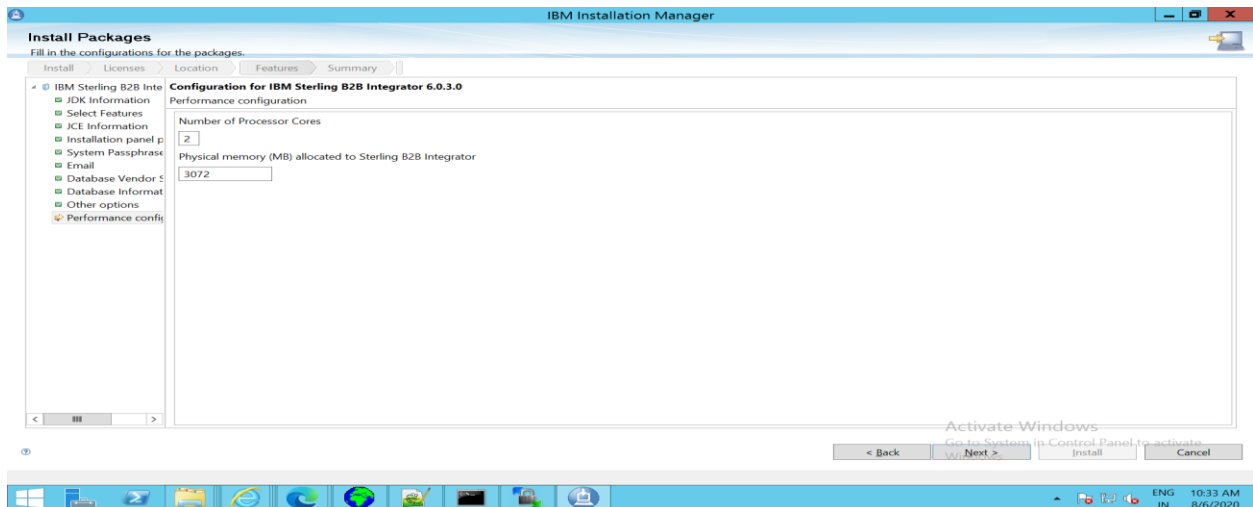 IBM Installation Manager
Install Packages
Fill in the configurations for the packages.
Install Licenses Location Features Summary
IBM Sterling B2B Inte
JDK Information
Select Features
JCE Information
Installation panel p
System Passphrase
Email
Database Vendor S
Database Informat
Other options
Performance config
Configuration for IBM Sterling B2B Integrator 6.0.3.0
Performance configuration
Number of Processor Cores
2
Physical memory (MB) allocated to Sterling B2B Integrator
3072
Activate Windows
Go to System in Control Panel to activate
Windows.
< Back Next > Install Cancel
ENG 10:33 AM
IN 8/6/2020